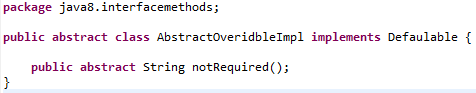 package java8.interfacemethods;
public abstract class AbstractOveridbleImpl implements Defaulable {
public abstract String notRequired();
}